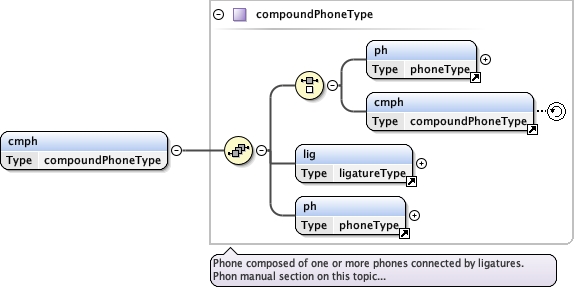 compoundPhoneType
ph
Type phoneType
cmph
Type compoundPhoneType
cmph
Type compoundPhoneType
lig
Type ligatureType
ph
Type phoneType
Phone composed of one or more phones connected by ligatures.
Phon manual section on this topic...